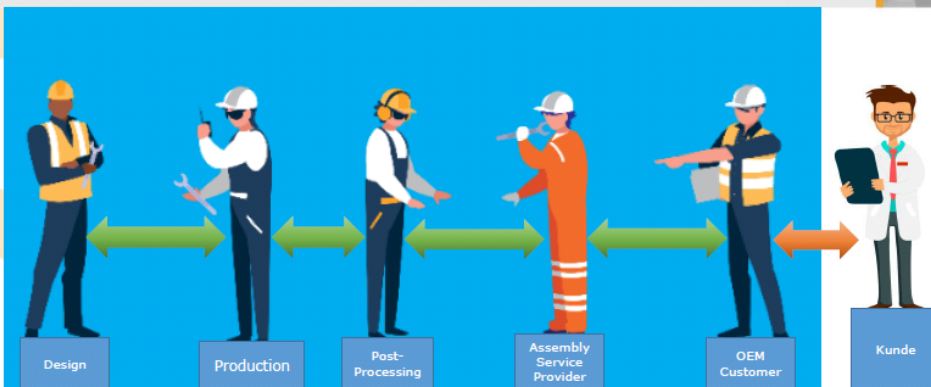 Design
Production
Post-
Processing
Assembly
Service
Provider
OEM
Customer
Kunde